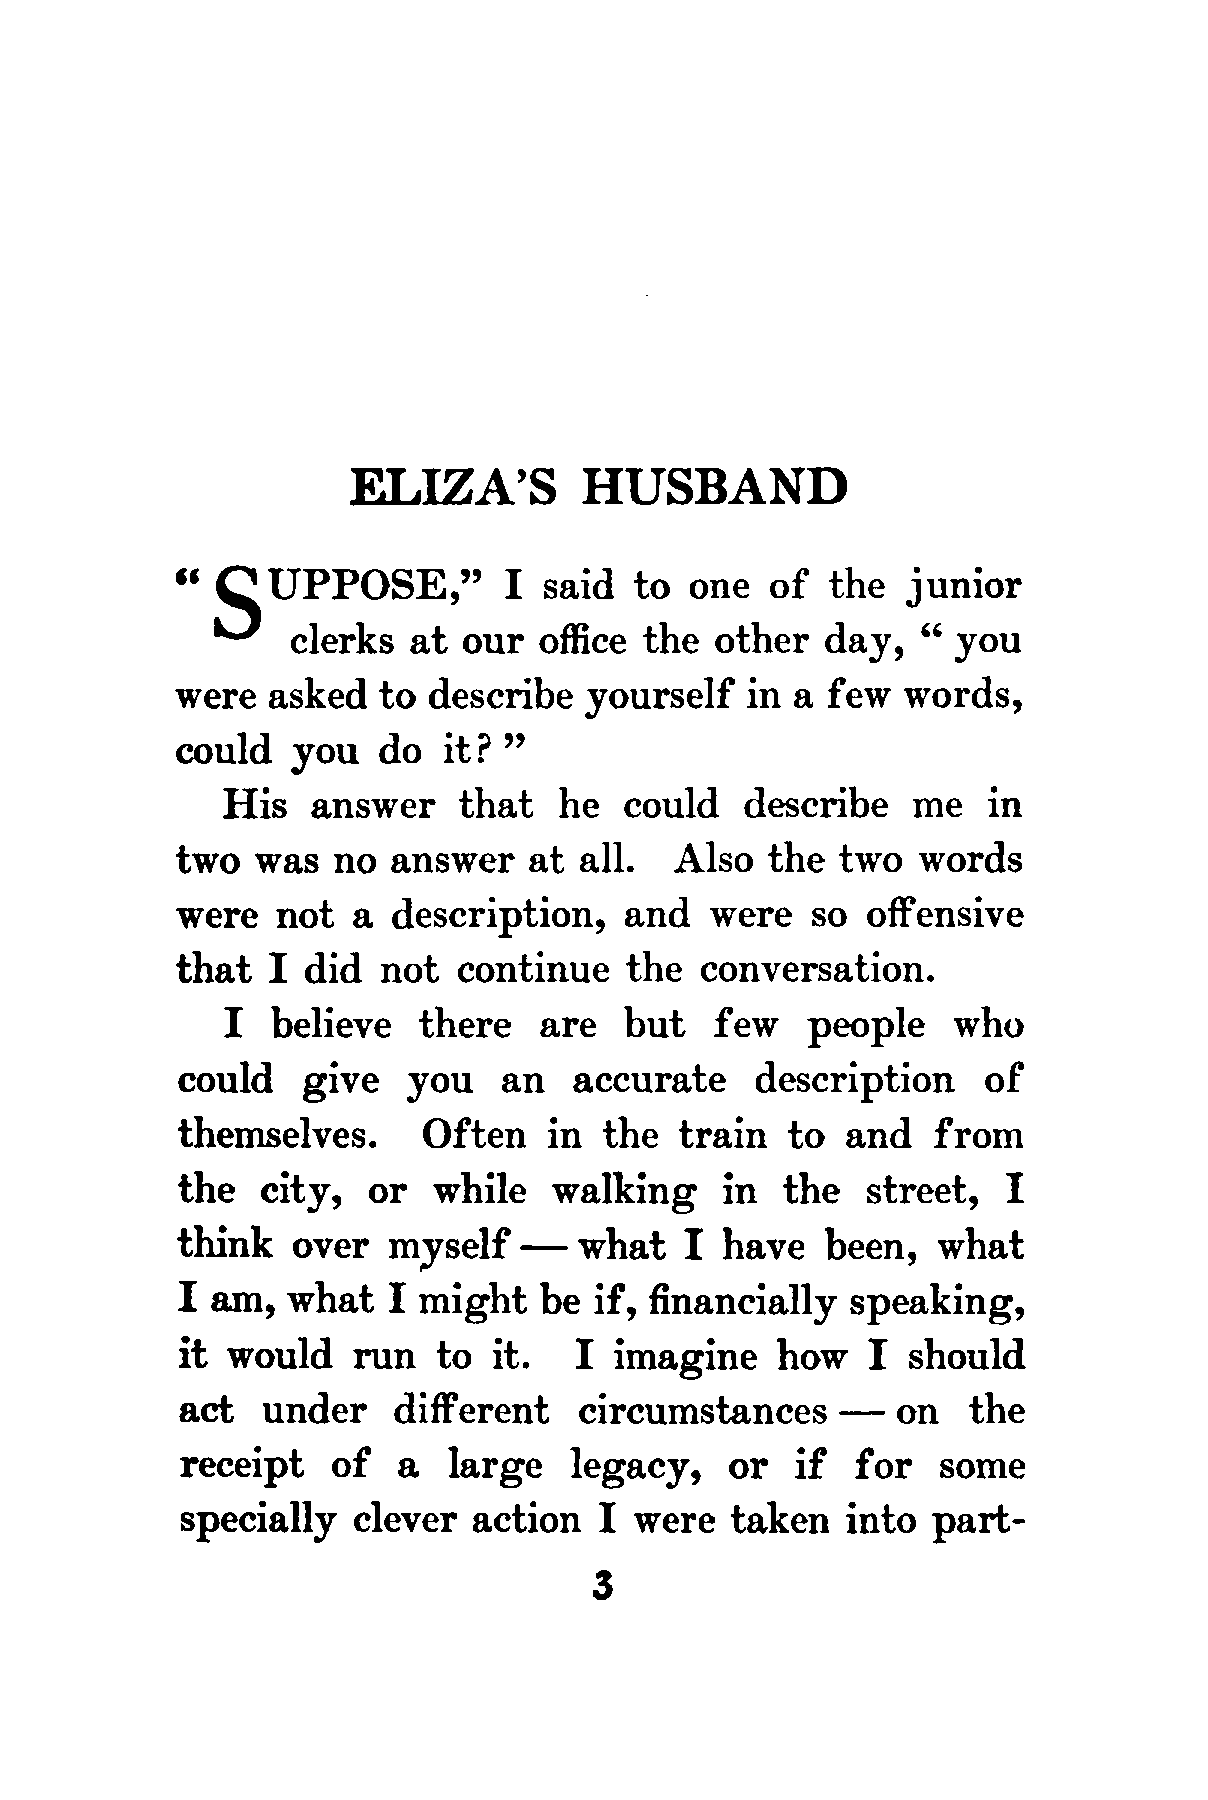 ELIZA'S HUSBAND
“SUPPOSE,” I said to one of the junior
clerks at our office the other day, “ you
were asked to describe yourself in a few words,
could you do it? ”
His answer that he could describe me in
two was no answer at all. Also the two words
were not a description, and were so offensive
that I did not continue the conversation.
I believe there are but few people who
could give you an accurate description of
themselves. Often in the train to and from
the city, or while walking in the street, I
think over myself — what I have been, what
I am, what I might be if, financially speaking,
it would run to it. I imagine how I should
act under different circumstances — on the
receipt of a large legacy, or if for some
specially clever action I were taken into part-
3